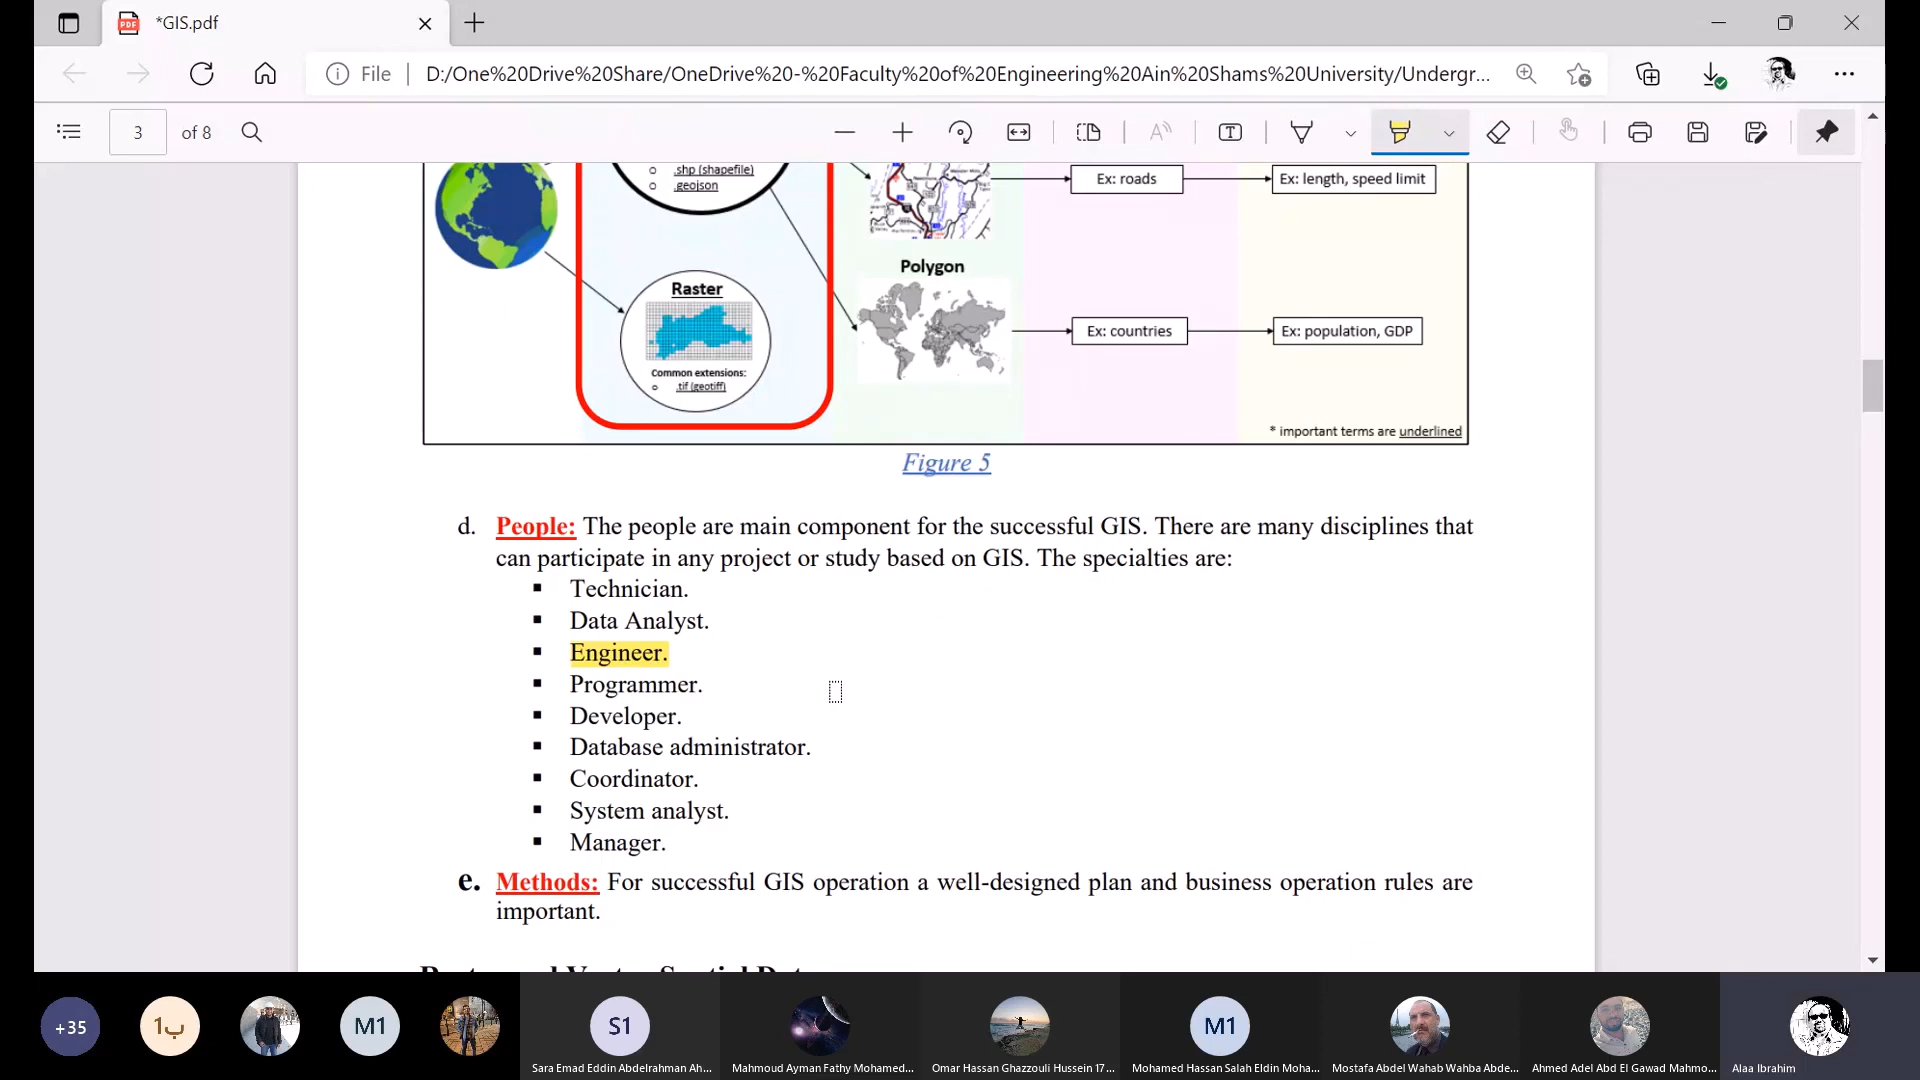 *GIS.pdf
File
D:/One%20Drive%20Share/OneDrive%20-%20Faculty%20of%20Engineering%20Ain%20Shams%20University/Undergr...
3 of 8
.shp (shapefile)
.geojson
Ex: roads
Ex: length, speed limit
Polygon
Raster
Ex: countries
Ex: population, GDP
Common extensions:
.tif (geotiff)
* important terms are underlined
Figure 5
d. People: The people are main component for the successful GIS. There are many disciplines that
can participate in any project or study based on GIS. The specialties are:
▪ Technician.
▪ Data Analyst.
▪ Engineer.
▪ Programmer.
▪ Developer.
▪ Database administrator.
▪ Coordinator.
▪ System analyst.
▪ Manager.
e. Methods: For successful GIS operation a well-designed plan and business operation rules are
important.
+35
ب1
M1
S1
M1
Sara Emad Eddin Abdelrahman Ah...
Mahmoud Ayman Fathy Mohamed...
Omar Hassan Ghazzouli Hussein 17...
Mohamed Hassan Salah Eldin Moha...
Mostafa Abdel Wahab Wahba Abde...
Ahmed Adel Abd El Gawad Mahmo...
Alaa Ibrahim